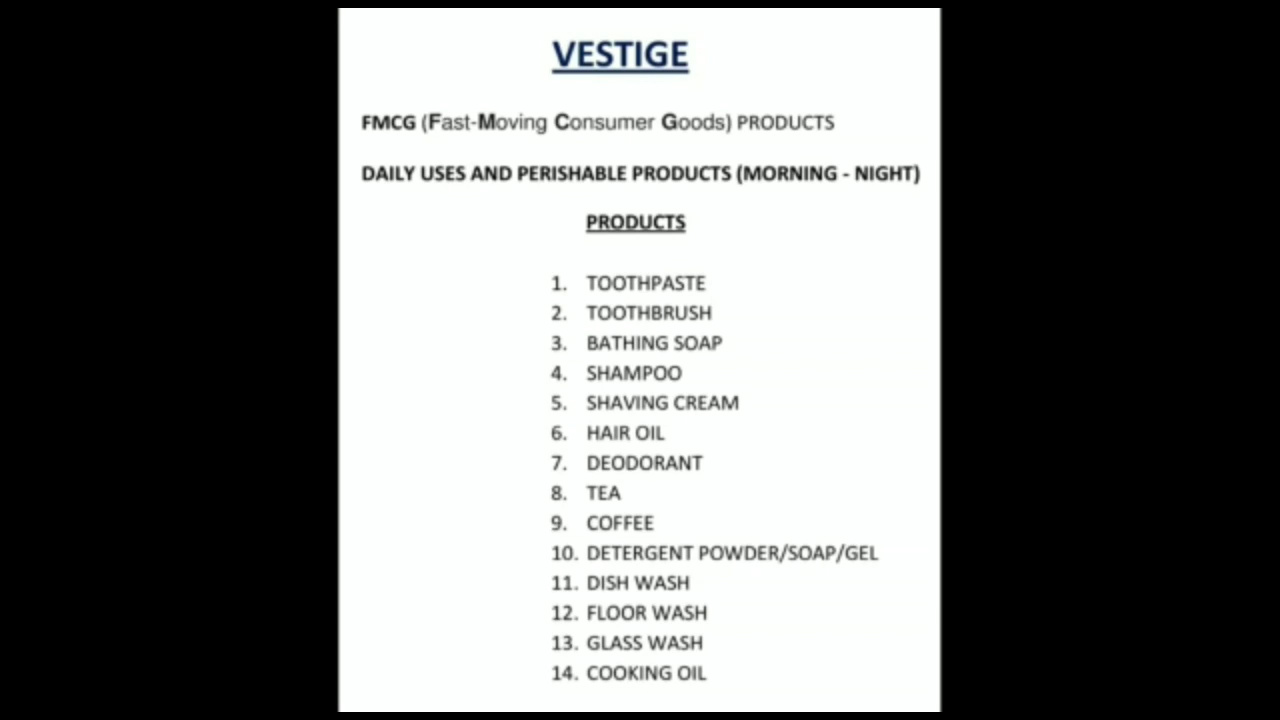 VESTIGE
FMCG (Fast-Moving Consumer Goods) PRODUCTS
DAILY USES AND PERISHABLE PRODUCTS (MORNING - NIGHT)
PRODUCTS
1. TOOTHPASTE
2. TOOTHBRUSH
3. BATHING SOAP
4. SHAMPOO
5. SHAVING CREAM
6. HAIR OIL
7. DEODORANT
8. TEA
9. COFFEE
10. DETERGENT POWDER/SOAP/GEL
11. DISH WASH
12. FLOOR WASH
13. GLASS WASH
14. COOKING OIL